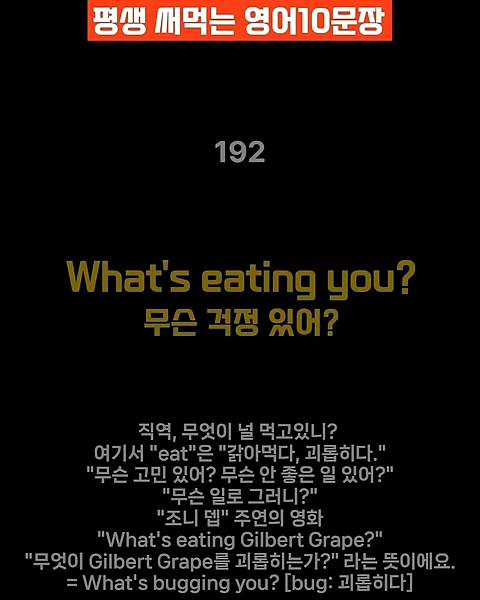 평생 써먹는 영어10문장
192
What's eating you?
무슨 걱정 있어?
직역, 무엇이 널 먹고있니?
여기서 "eat"은 "갉아먹다, 괴롭히다."
"무슨 고민 있어? 무슨 안 좋은 일 있어?"
"무슨 일로 그러니?"
"조니 뎁" 주연의 영화
"What's eating Gilbert Grape?"
"무엇이 Gilbert Grape를 괴롭히는가?" 라는 뜻이에요.
= What's bugging you? [bug: 괴롭히다]